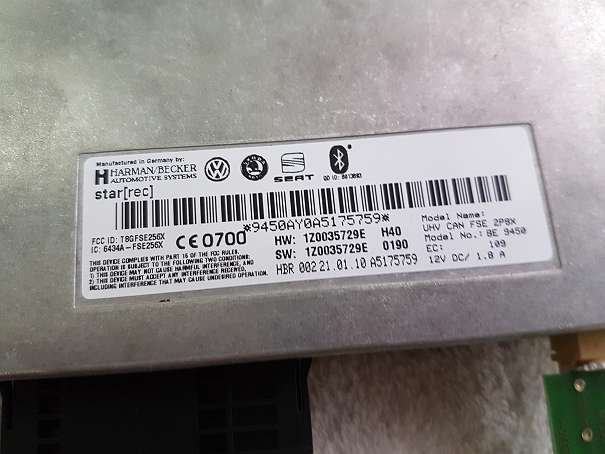 Manufactured in Germany by:
HARMAN/BECKER
AUTOMOTIVE SYSTEMS
SEAT
QD ID: B013083
star[rec]
*9450AY0A5175759*
FCC ID: T8GFSE256X
IC: 6434A-FSE256X
CE 0700
THIS DEVICE COMPLIES WITH PART 15 OF THE FCC RULES.
OPERATION IS SUBJECT TO THE FOLLOWING TWO CONDITIONS:
1) THIS DEVICE MAY NOT CAUSE HARMFUL INTERFERENCE, AND
2) THIS DEVICE MUST ACCEPT ANY INTERFERENCE RECEIVED,
INCLUDING INTERFERENCE THAT MAY CAUSE UNDESIRED OPERATION.
HW: 1Z0035729E H40
SW: 1Z0035729E 0190
HBR 002 21.01.10 A5175759
Model Name:
UHV CAN FSE 2P8X
Model No.: BE 9450
EC: 109
12V DC/ 1.0 A